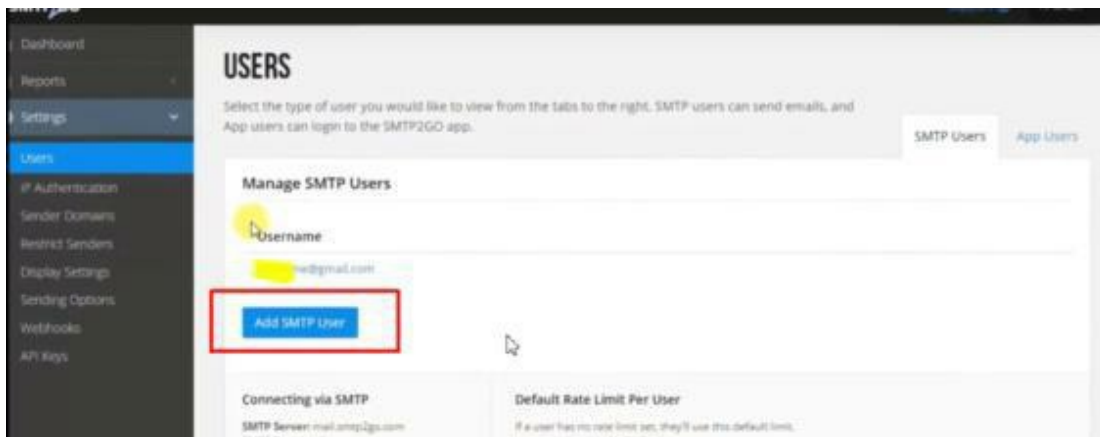 Dashboard
Reports
Settings
Users
IP Authentication
Sender Domains
Restrict Senders
Display Settings
Sending Options
Webhooks
API Keys
USERS
Select the type of user you would like to view from the tabs to the right. SMTP users can send emails, and
App users can login to the SMTP2GO app.
SMTP Users
App Users
Manage SMTP Users
Username
me@gmail.com
Add SMTP User
Connecting via SMTP
SMTP Server: mail.smtp2go.com
Default Rate Limit Per User
If a user has no rate limit set, they'll use this default limit.